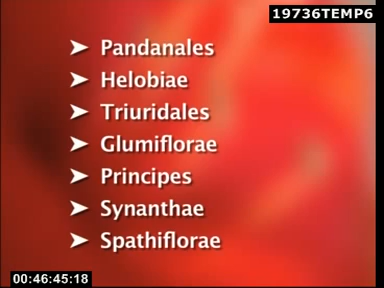 19736TEMP6
➤ Pandanales
➤ Helobiae
➤ Triuridales
➤ Glumiflorae
➤ Principes
➤ Synanthae
➤ Spathiflorae
00:46:45:18